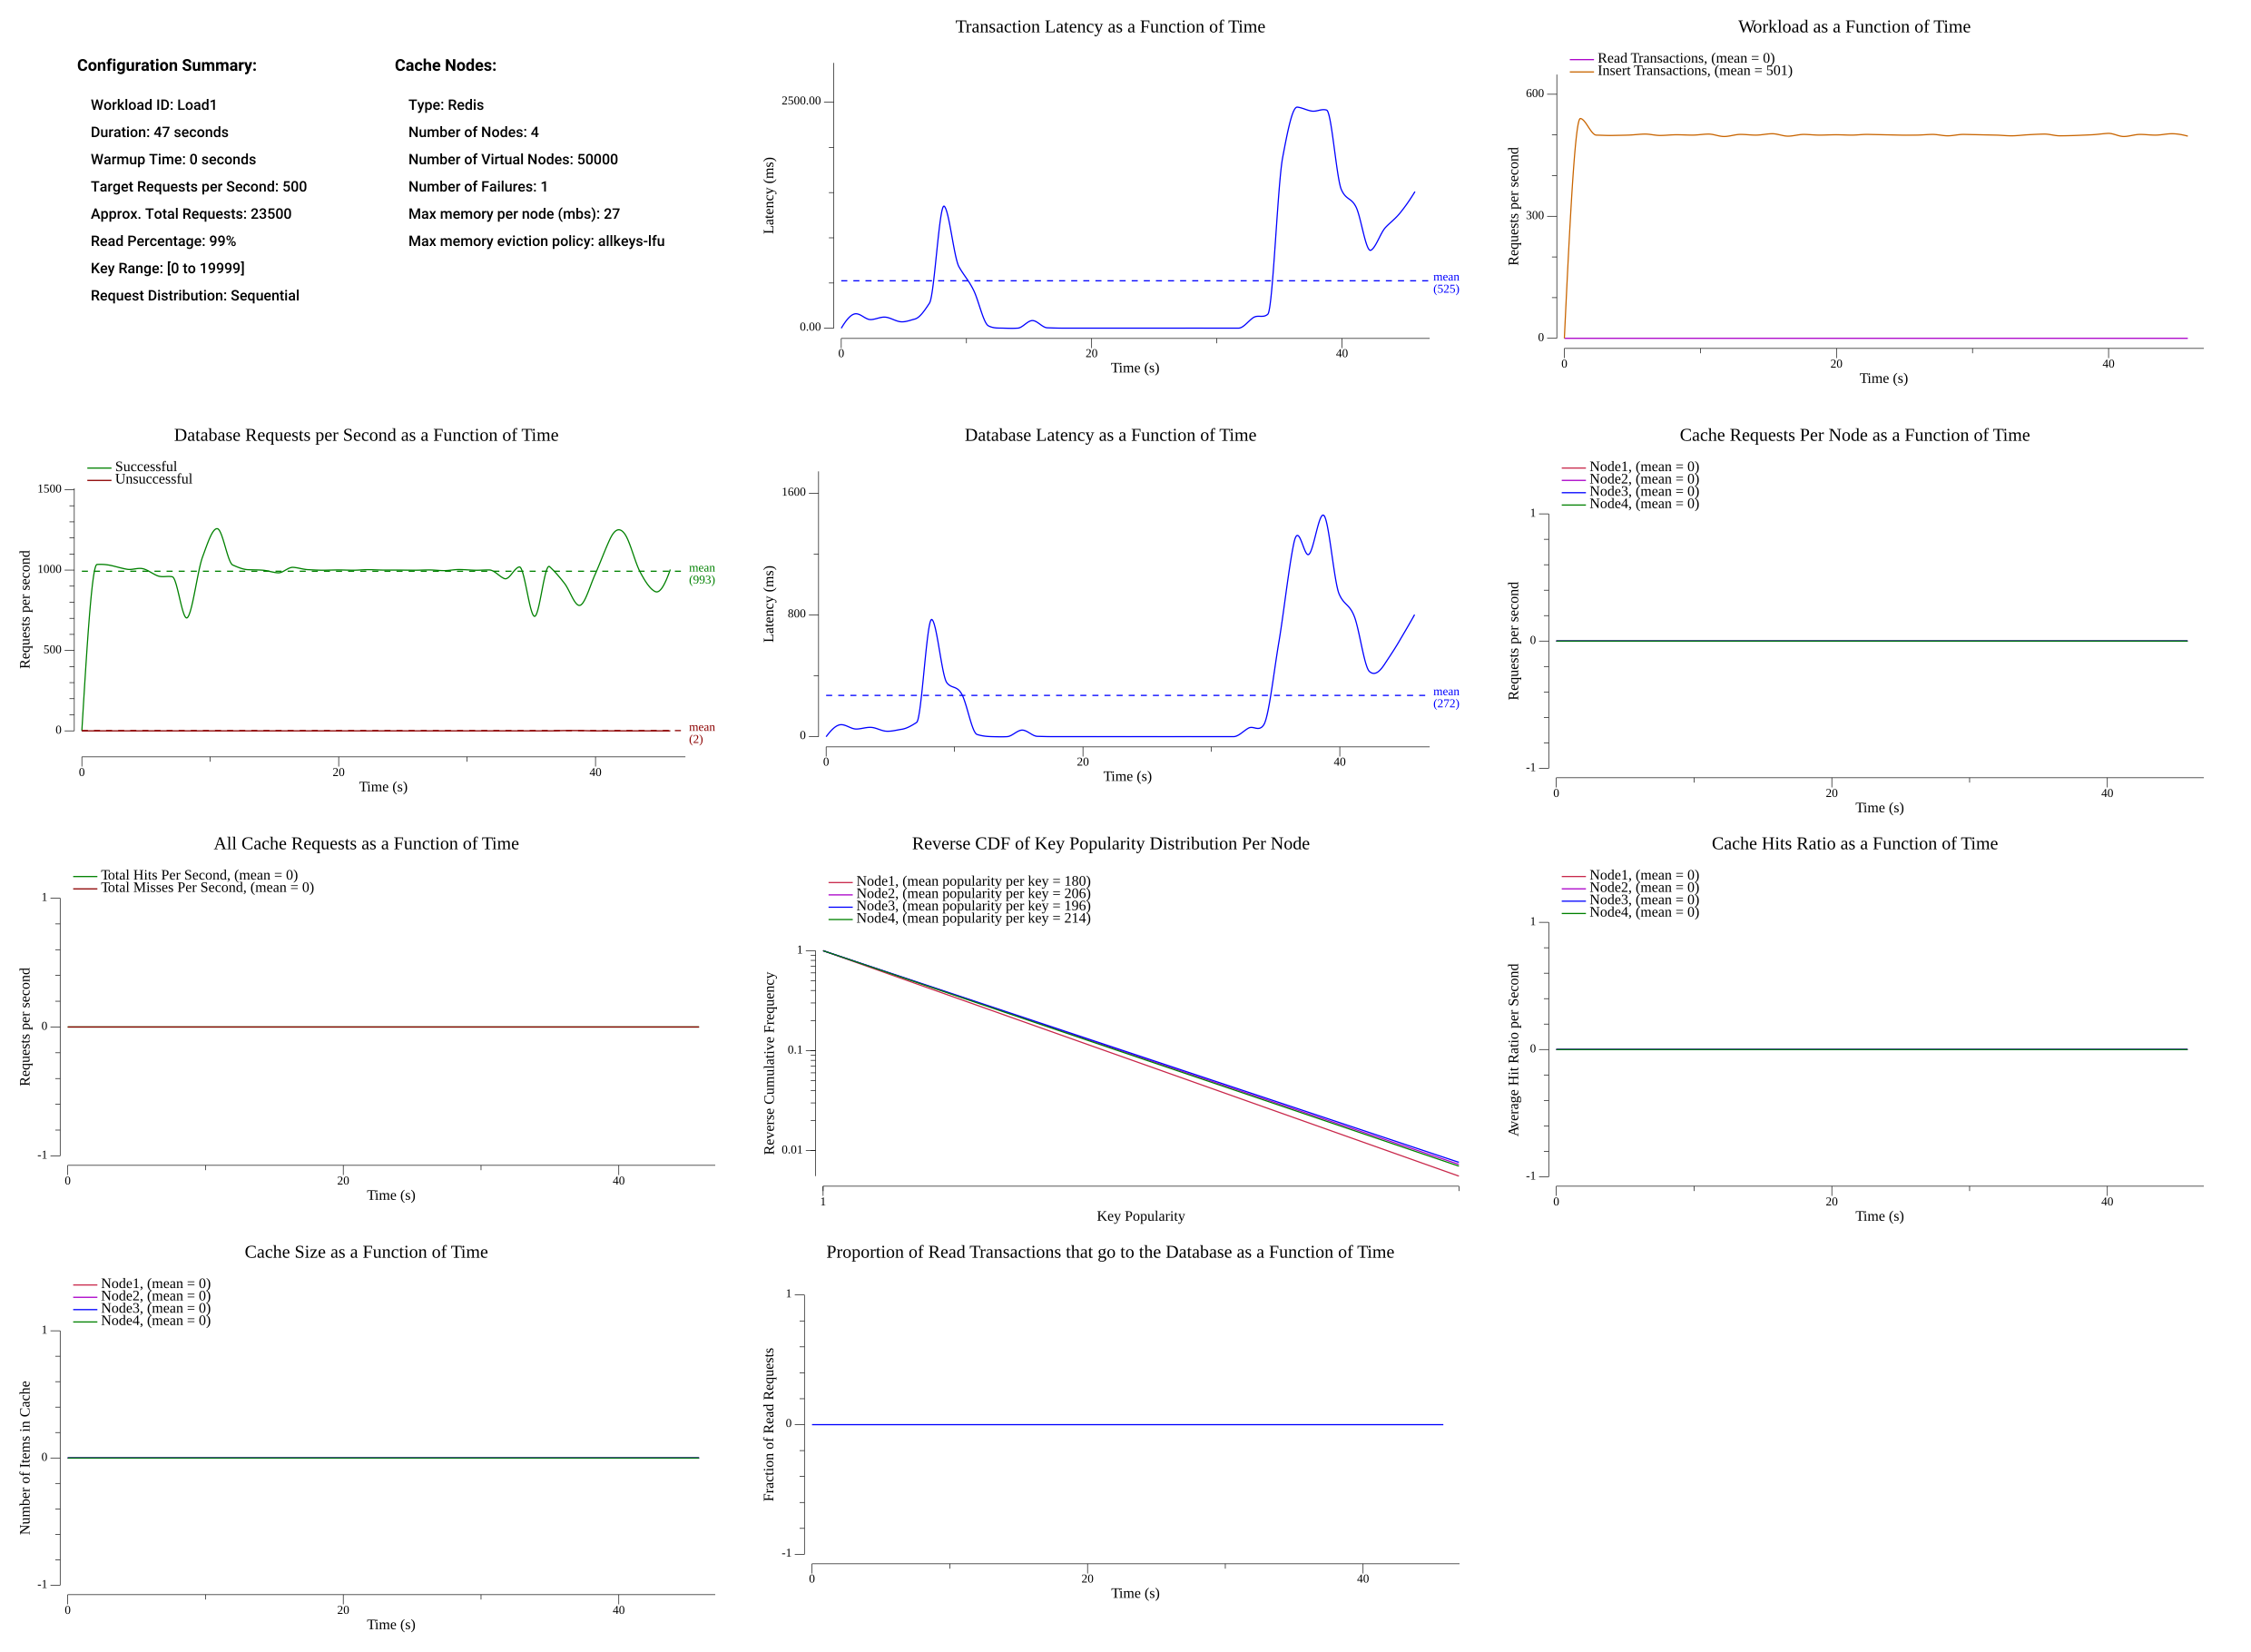 Configuration Summary:
Workload ID: Load1
Duration: 47 seconds
Warmup Time: 0 seconds
Target Requests per Second: 500
Approx. Total Requests: 23500
Read Percentage: 99%
Key Range: [0 to 19999]
Request Distribution: Sequential
Cache Nodes:
Type: Redis
Number of Nodes: 4
Number of Virtual Nodes: 50000
Number of Failures: 1
Max memory per node (mbs): 27
Max memory eviction policy: allkeys-lfu
Transaction Latency as a Function of Time
Latency (ms)
2500.00
0.00
mean
(525)
0 20 40
Time (s)
Workload as a Function of Time
Read Transactions, (mean = 0)
Insert Transactions, (mean = 501)
Requests per second
600
300
0
0 20 40
Time (s)
Database Requests per Second as a Function of Time
Successful
Unsuccessful
Requests per second
1500
1000
500
0
mean
(993)
mean
(2)
0 20 40
Time (s)
Database Latency as a Function of Time
Latency (ms)
1600
800
0
mean
(272)
0 20 40
Time (s)
Cache Requests Per Node as a Function of Time
Node1, (mean = 0)
Node2, (mean = 0)
Node3, (mean = 0)
Node4, (mean = 0)
Requests per second
1
0
-1
0 20 40
Time (s)
All Cache Requests as a Function of Time
Total Hits Per Second, (mean = 0)
Total Misses Per Second, (mean = 0)
Requests per second
1
0
-1
0 20 40
Time (s)
Reverse CDF of Key Popularity Distribution Per Node
Node1, (mean popularity per key = 180)
Node2, (mean popularity per key = 206)
Node3, (mean popularity per key = 196)
Node4, (mean popularity per key = 214)
Reverse Cumulative Frequency
1
0.1
0.01
1
Key Popularity
Cache Hits Ratio as a Function of Time
Node1, (mean = 0)
Node2, (mean = 0)
Node3, (mean = 0)
Node4, (mean = 0)
Average Hit Ratio per Second
1
0
-1
0 20 40
Time (s)
Cache Size as a Function of Time
Node1, (mean = 0)
Node2, (mean = 0)
Node3, (mean = 0)
Node4, (mean = 0)
Number of Items in Cache
1
0
-1
0 20 40
Time (s)
Proportion of Read Transactions that go to the Database as a Function of Time
Fraction of Read Requests
1
0
-1
0 20 40
Time (s)